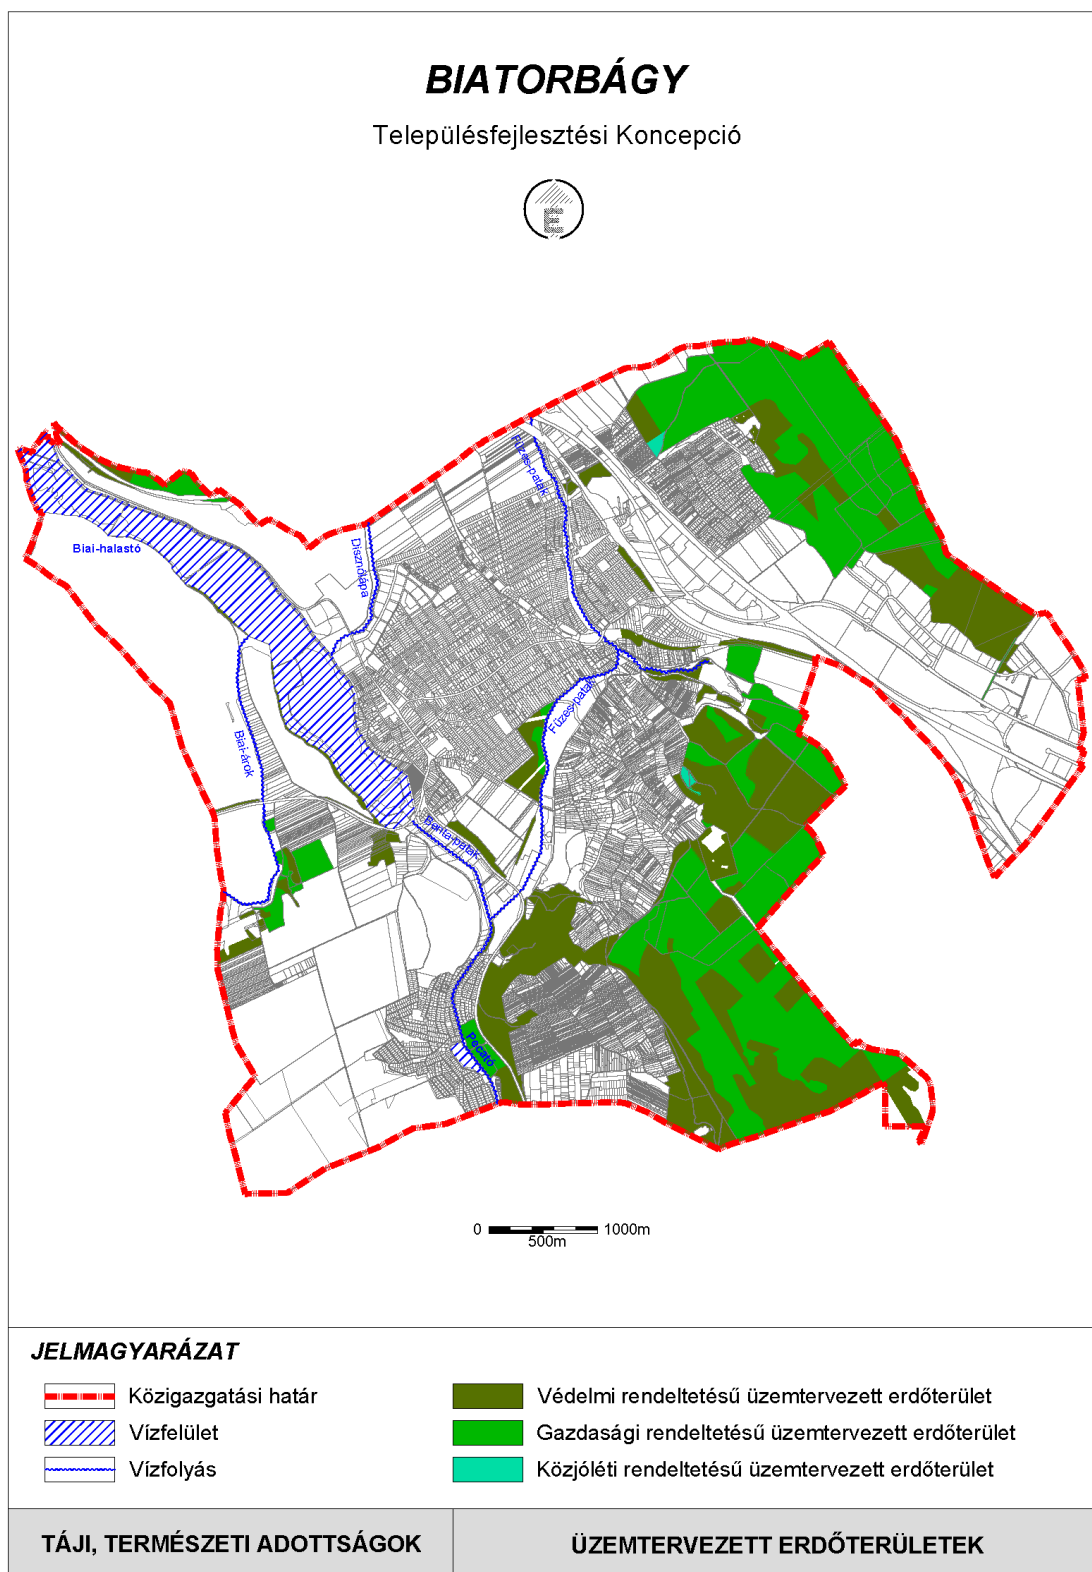 BIATORBÁGY
Településfejlesztési Koncepció
É
Füzes-patak
Biai-halastó
Disznólápa
Füzes-patak
Biai-árok
Benta-patak
Pecató
0 500m 1000m
JELMAGYARÁZAT
Közigazgatási határ
Vízfelület
Vízfolyás
Védelmi rendeltetésű üzemtervezett erdőterület
Gazdasági rendeltetésű üzemtervezett erdőterület
Közjóléti rendeltetésű üzemtervezett erdőterület
TÁJI, TERMÉSZETI ADOTTSÁGOK
ÜZEMTERVEZETT ERDŐTERÜLETEK